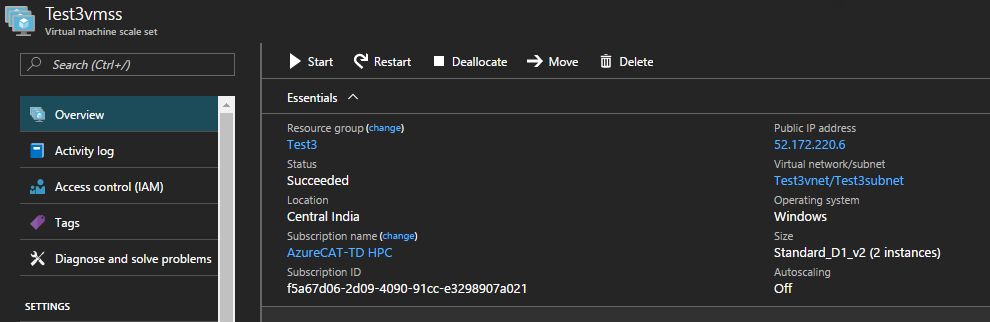 Test3vmss
Virtual machine scale set
Search (Ctrl+/)
Overview
Activity log
Access control (IAM)
Tags
Diagnose and solve problems
SETTINGS
Start Restart Deallocate Move Delete
Essentials
Resource group (change)
Test3
Status
Succeeded
Location
Central India
Subscription name (change)
AzureCAT-TD HPC
Subscription ID
f5a67d06-2d09-4090-91cc-e3298907a021
Public IP address
52.172.220.6
Virtual network/subnet
Test3vnet/Test3subnet
Operating system
Windows
Size
Standard_D1_v2 (2 instances)
Autoscaling
Off